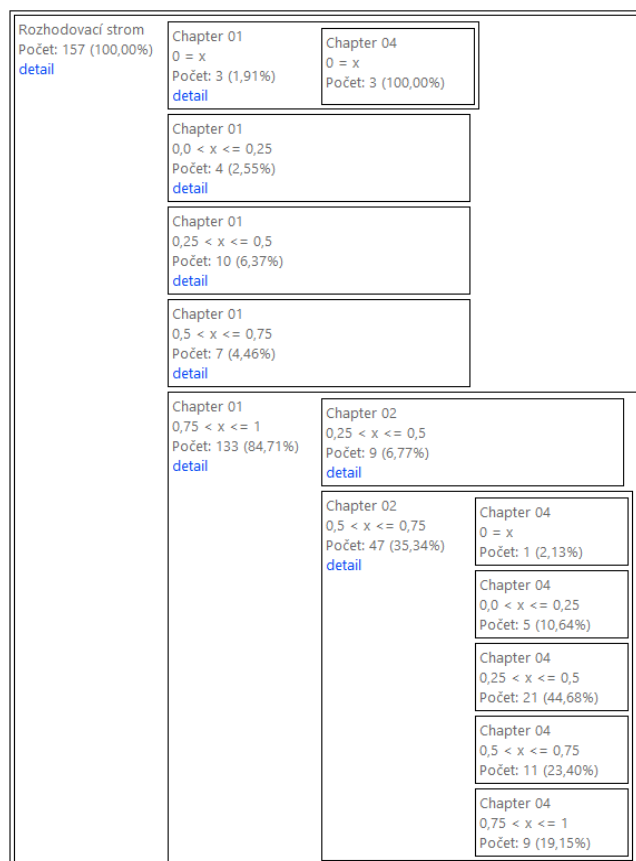 Rozhodovací strom
Počet: 157 (100,00%)
detail
Chapter 01
0 = x
Počet: 3 (1,91%)
detail
Chapter 04
0 = x
Počet: 3 (100,00%)
Chapter 01
0,0 < x <= 0,25
Počet: 4 (2,55%)
detail
Chapter 01
0,25 < x <= 0,5
Počet: 10 (6,37%)
detail
Chapter 01
0,5 < x <= 0,75
Počet: 7 (4,46%)
detail
Chapter 01
0,75 < x <= 1
Počet: 133 (84,71%)
detail
Chapter 02
0,25 < x <= 0,5
Počet: 9 (6,77%)
detail
Chapter 02
0,5 < x <= 0,75
Počet: 47 (35,34%)
detail
Chapter 04
0 = x
Počet: 1 (2,13%)
Chapter 04
0,0 < x <= 0,25
Počet: 5 (10,64%)
Chapter 04
0,25 < x <= 0,5
Počet: 21 (44,68%)
Chapter 04
0,5 < x <= 0,75
Počet: 11 (23,40%)
Chapter 04
0,75 < x <= 1
Počet: 9 (19,15%)